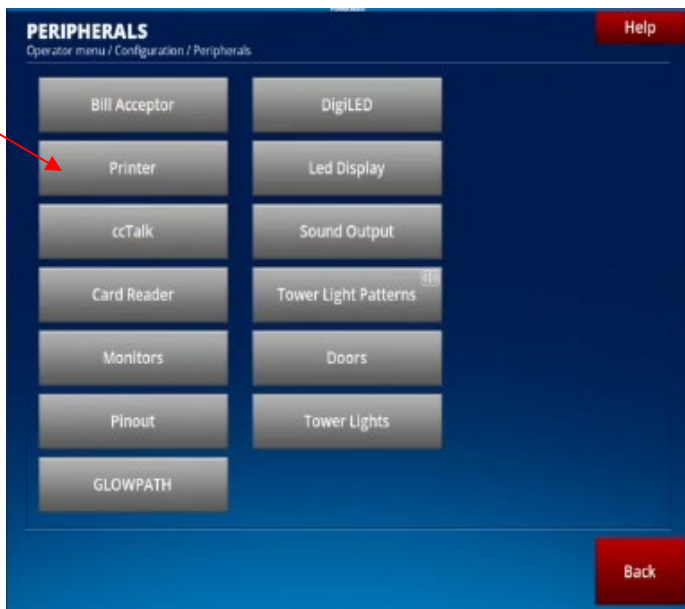 PERIPHERALS
Help
Operator menu / Configuration / Peripherals
Bill Acceptor
DigiLED
Printer
Led Display
ccTalk
Sound Output
Card Reader
Tower Light Patterns
Monitors
Doors
Pinout
Tower Lights
GLOWPATH
Back